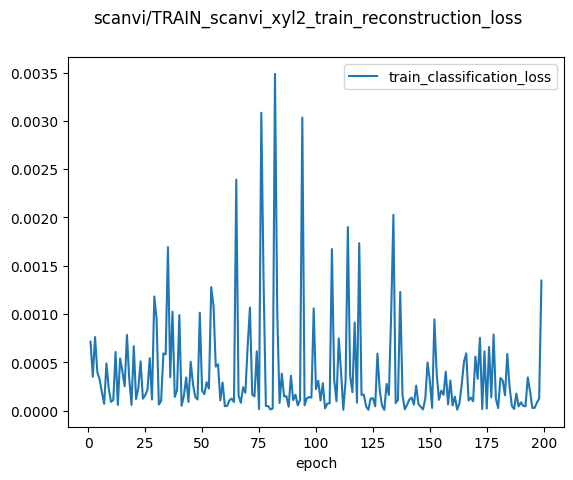 scanvi/TRAIN_scanvi_xyl2_train_reconstruction_loss
train_classification_loss
0.0035
0.0030
0.0025
0.0020
0.0015
0.0010
0.0005
0.0000
0 25 50 75 100 125 150 175 200
epoch